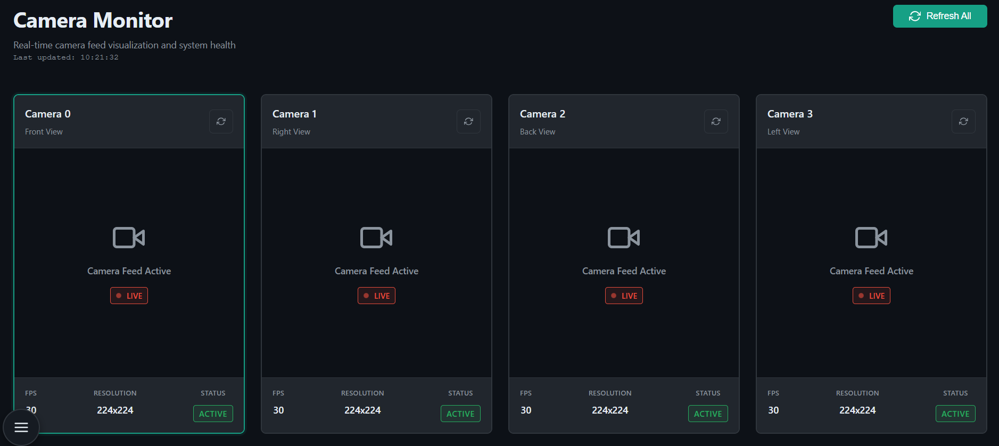 Camera Monitor
Refresh All
Real-time camera feed visualization and system health
Last updated: 10:21:32
Camera 0
Front View
Camera Feed Active
LIVE
FPS RESOLUTION STATUS
30 224x224 ACTIVE
Camera 1
Right View
Camera Feed Active
LIVE
FPS RESOLUTION STATUS
30 224x224 ACTIVE
Camera 2
Back View
Camera Feed Active
LIVE
FPS RESOLUTION STATUS
30 224x224 ACTIVE
Camera 3
Left View
Camera Feed Active
LIVE
FPS RESOLUTION STATUS
30 224x224 ACTIVE